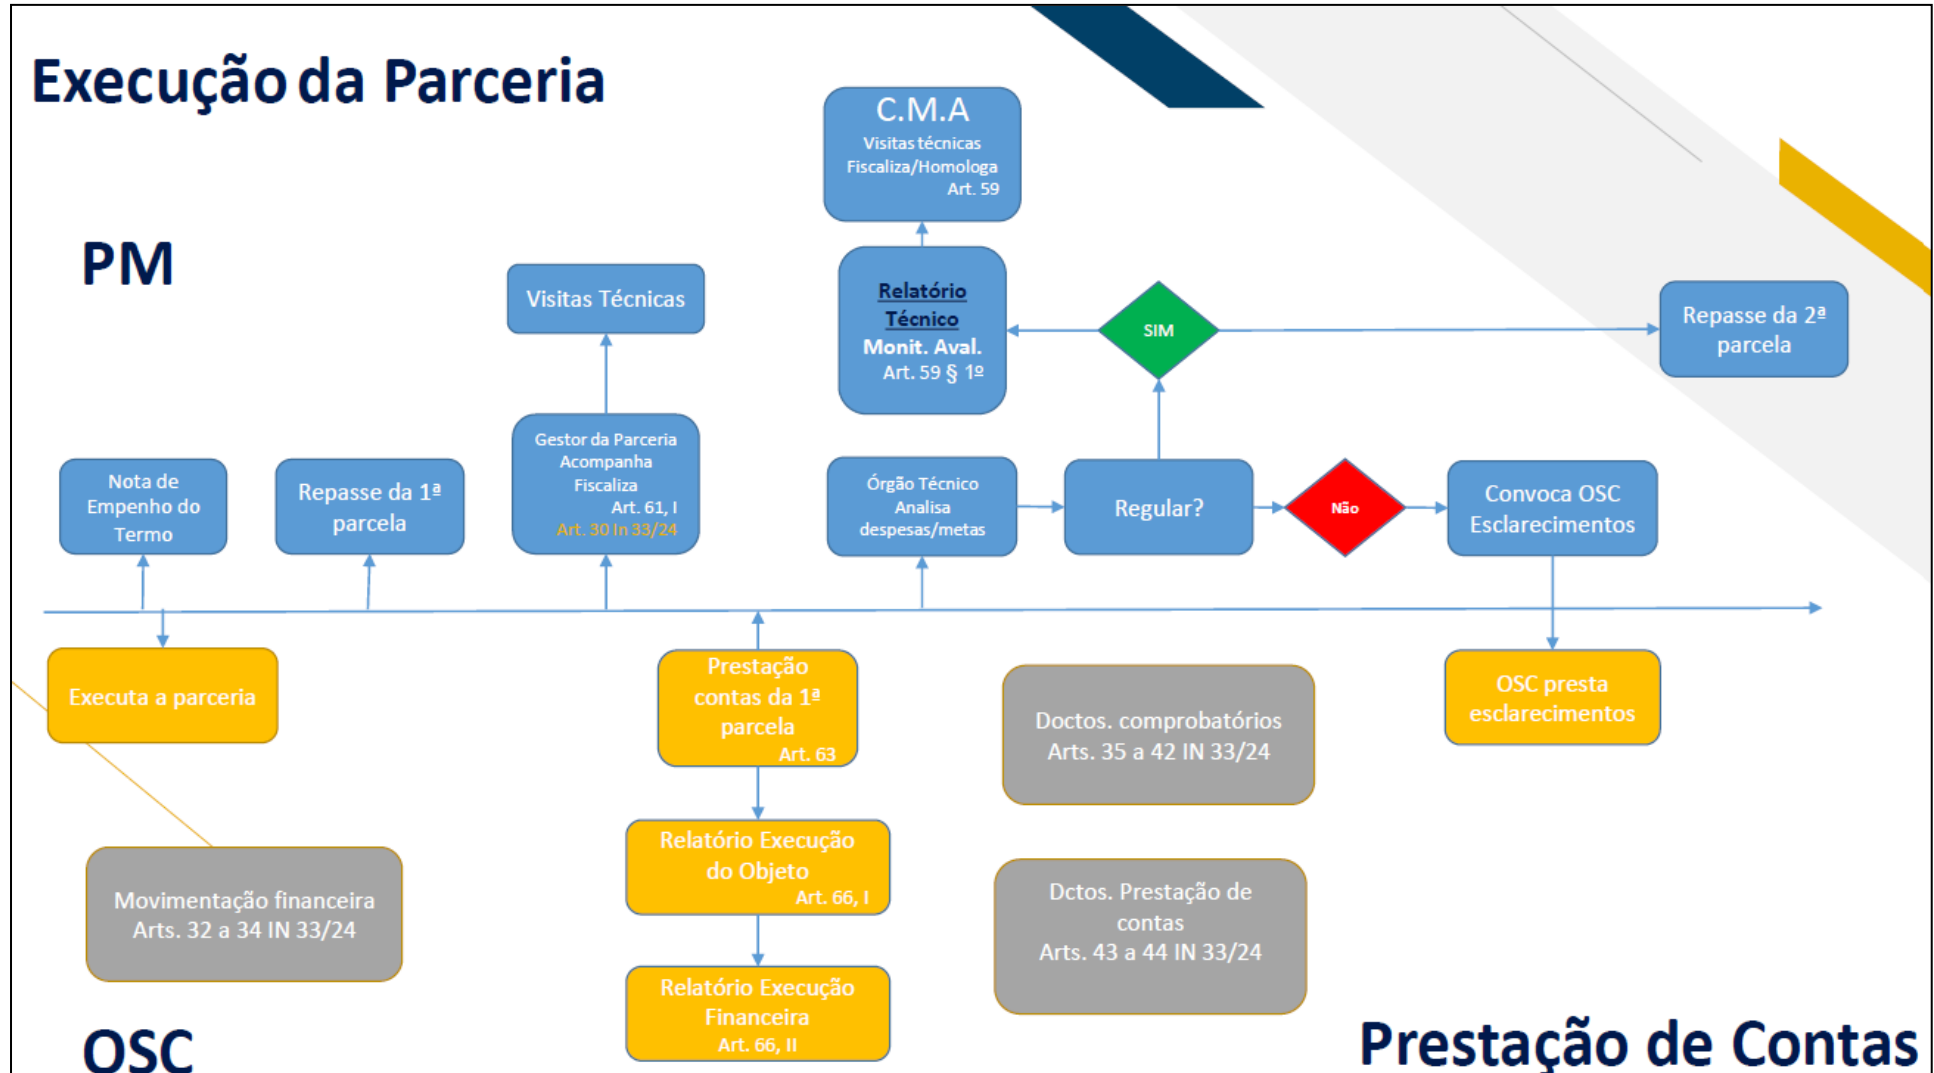 Execução da Parceria
C.M.A
Visitas técnicas
Fiscaliza/Homologa
Art. 59
PM
Visitas Técnicas
Relatório
Técnico
Monit. Aval.
Art. 59 § 1º
SIM
Repasse da 2ª
parcela
Nota de
Empenho do
Termo
Repasse da 1ª
parcela
Gestor da Parceria
Acompanha
Fiscaliza
Art. 61, I
Art. 30 In 33/24
Órgão Técnico
Analisa
despesas/metas
Regular?
Não
Convoca OSC
Esclarecimentos
Executa a parceria
Prestação
contas da 1ª
parcela
Art. 63
Doctos. comprobatórios
Arts. 35 a 42 IN 33/24
OSC presta
esclarecimentos
Movimentação financeira
Arts. 32 a 34 IN 33/24
Relatório Execução
do Objeto
Art. 66, I
Dctos. Prestação de
contas
Arts. 43 a 44 IN 33/24
Relatório Execução
Financeira
Art. 66, II
OSC
Prestação de Contas